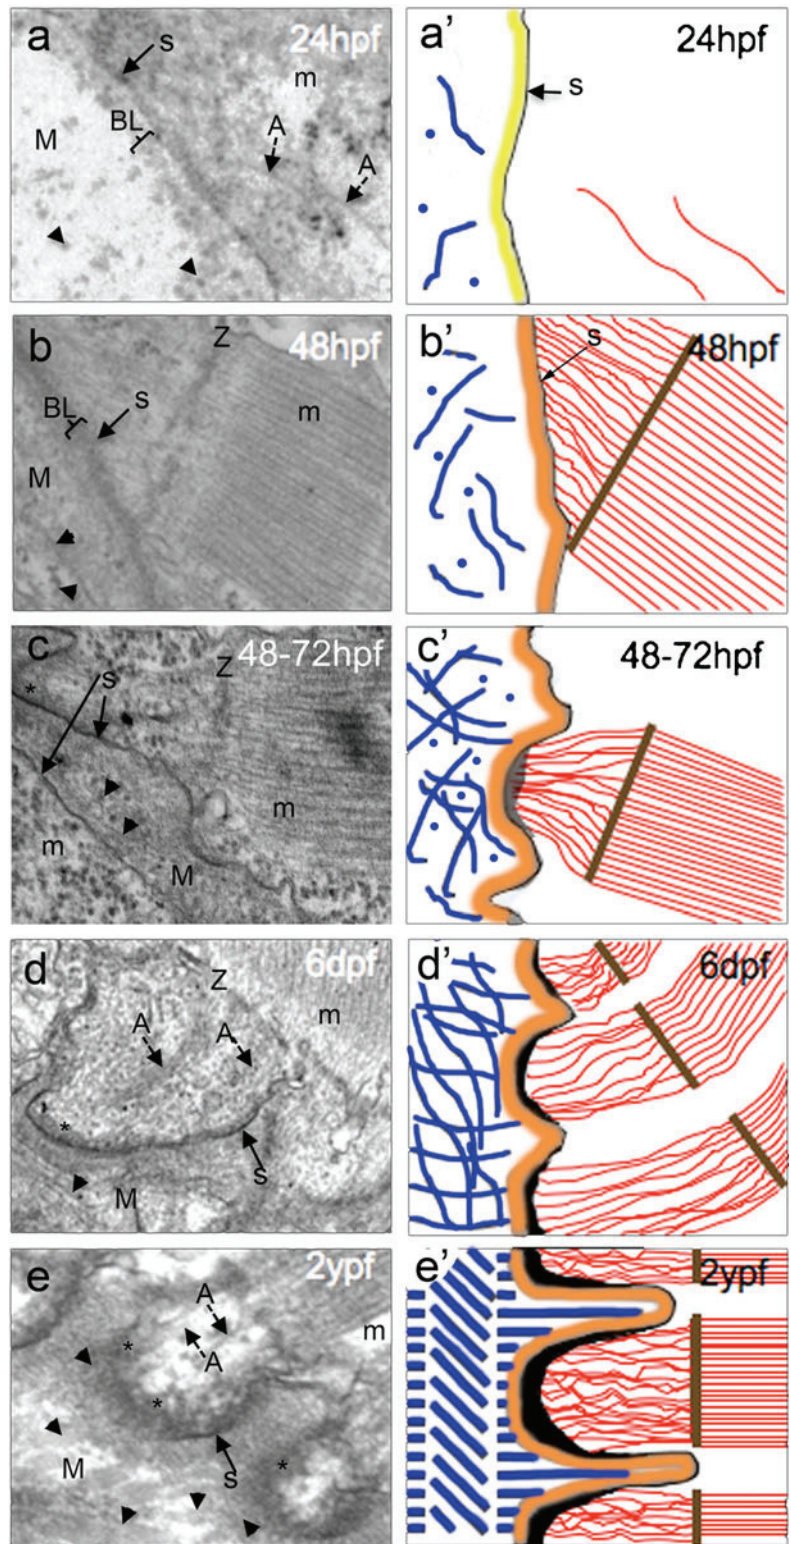 a s 24hpf
m
BL A
M A
a' 24hpf
s
b Z 48hpf
BL s m
M
b' s 48hpf
c 48-72hpf
Z
* s
m
m
M
c' 48-72hpf
d 6dpf
Z
m
A A
*
s
M
d' 6dpf
e 2ypf
A
m
* A
*
*
M s
e' 2ypf